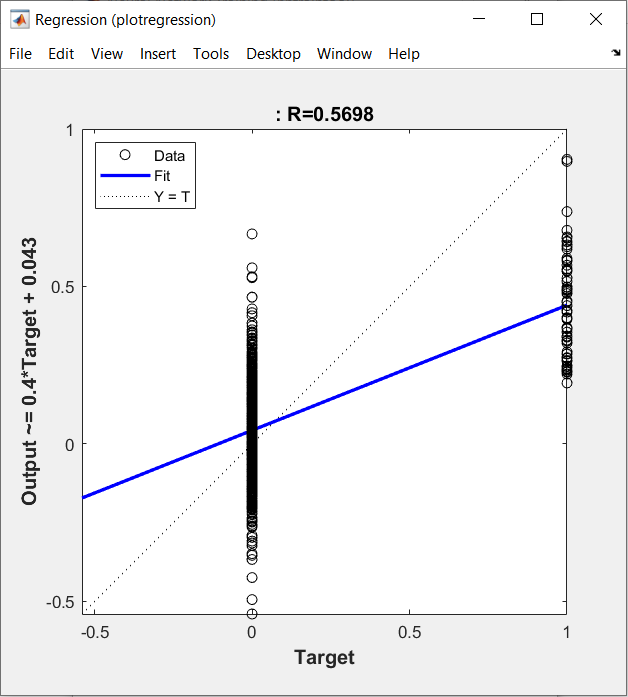 Regression (plotregression)
File Edit View Insert Tools Desktop Window Help
: R=0.5698
Data
Fit
Y = T
Output ~= 0.4*Target + 0.043
1
0.5
0
-0.5
-0.5 0 0.5 1
Target